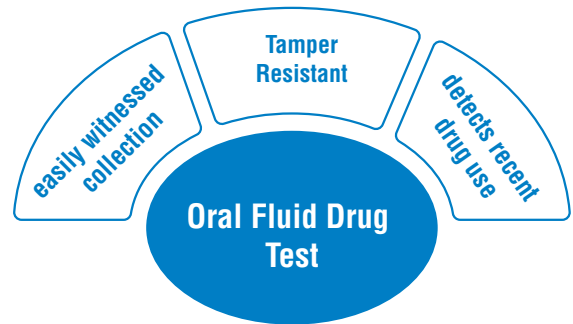 easily witnessed
collection
Tamper
Resistant
detects recent
drug use
Oral Fluid Drug
Test